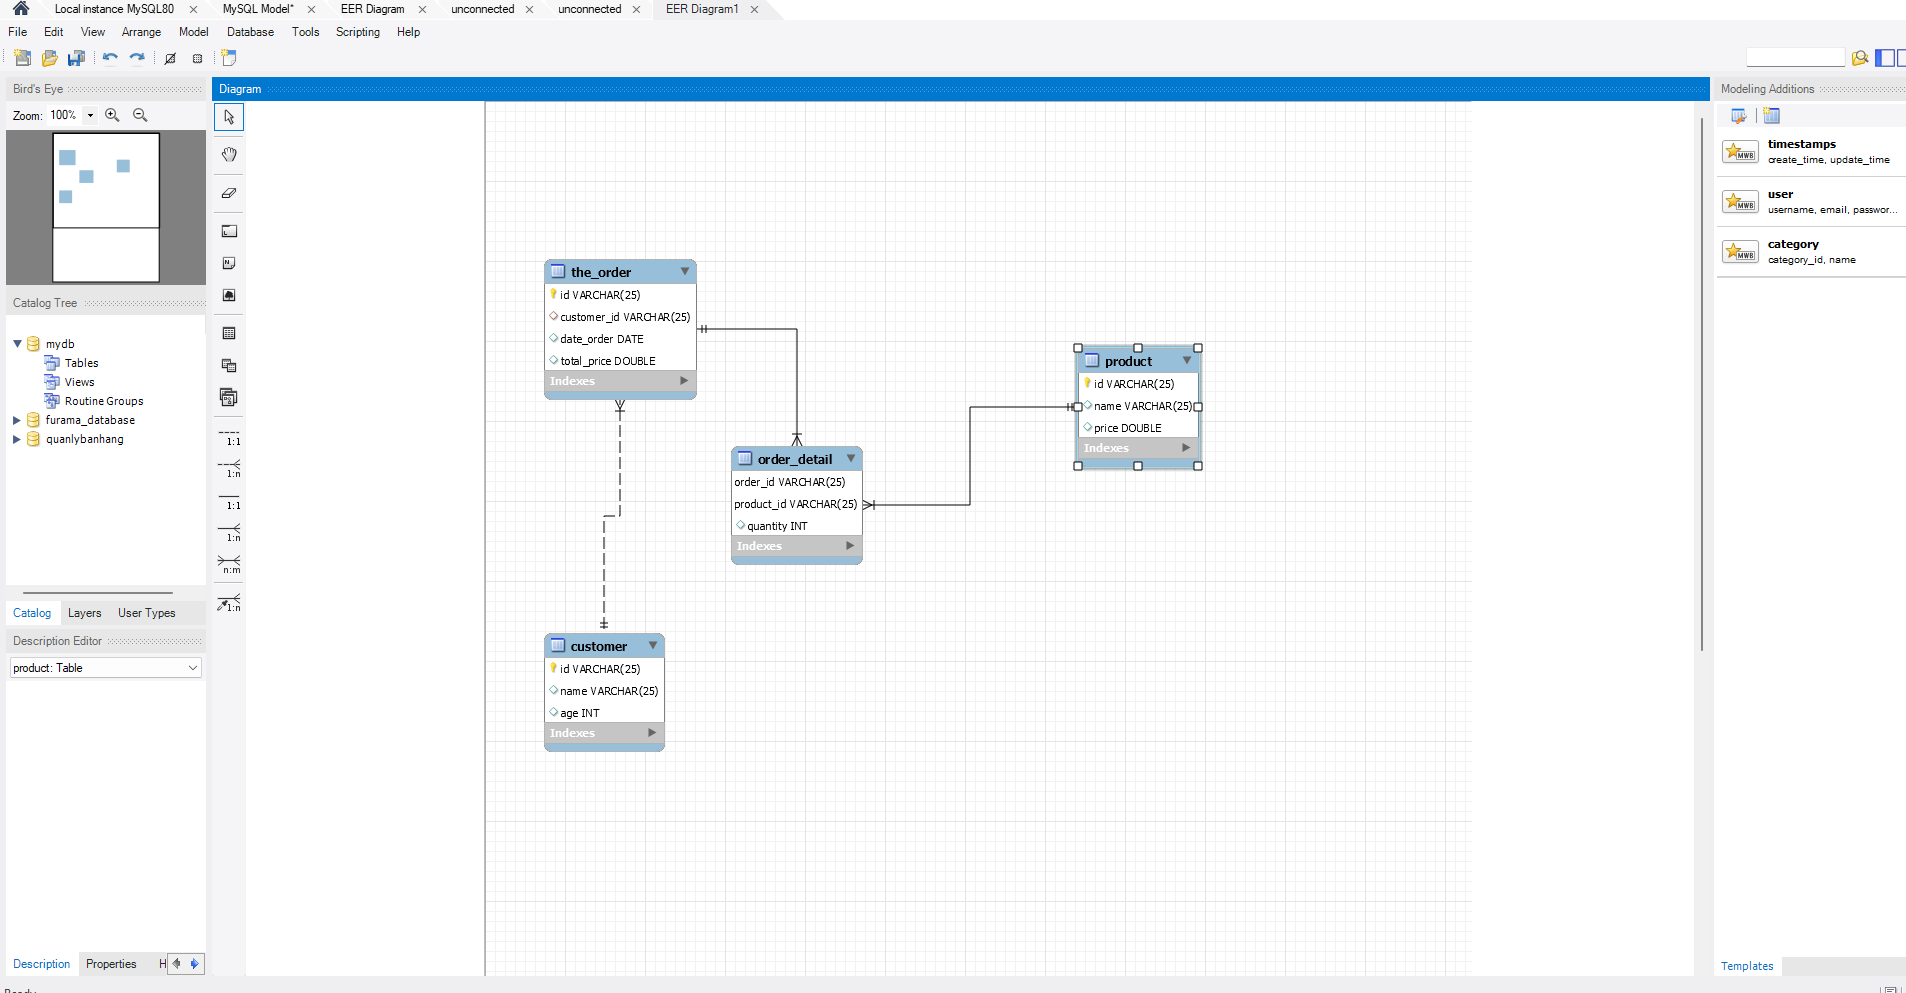 Local instance MySQL80
MySQL Model*
EER Diagram
unconnected
unconnected
EER Diagram1
File Edit View Arrange Model Database Tools Scripting Help
Bird's Eye
Zoom: 100%
Catalog Tree
mydb
Tables
Views
Routine Groups
furama_database
quanlybanhang
Catalog Layers User Types
Description Editor
product: Table
Description Properties H
Diagram
1:1
1:n
1:1
1:n
n:m
1:n
the_order
id VARCHAR(25)
customer_id VARCHAR(25)
date_order DATE
total_price DOUBLE
Indexes
product
id VARCHAR(25)
name VARCHAR(25)
price DOUBLE
Indexes
order_detail
order_id VARCHAR(25)
product_id VARCHAR(25)
quantity INT
Indexes
customer
id VARCHAR(25)
name VARCHAR(25)
age INT
Indexes
Modeling Additions
MWB
timestamps
create_time, update_time
MWB
user
username, email, passwor...
MWB
category
category_id, name
Templates